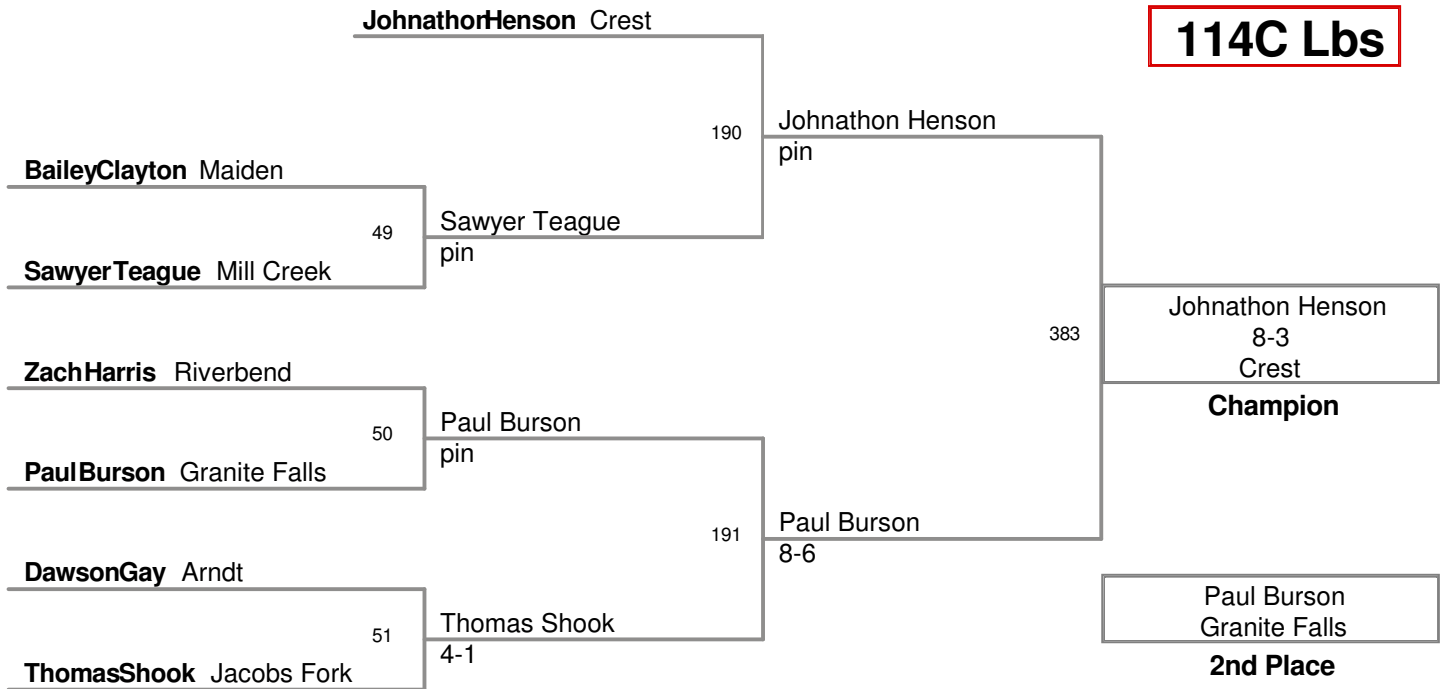 JohnathorHenson Crest
114C Lbs
190
Johnathon Henson
pin
BaileyClayton Maiden
49
Sawyer Teague
pin
SawyerTeague Mill Creek
383
Johnathon Henson
8-3
Crest
Champion
ZachHarris Riverbend
50
Paul Burson
pin
PaulBurson Granite Falls
191
Paul Burson
8-6
DawsonGay Arndt
51
Thomas Shook
4-1
ThomasShook Jacobs Fork
Paul Burson
Granite Falls
2nd Place